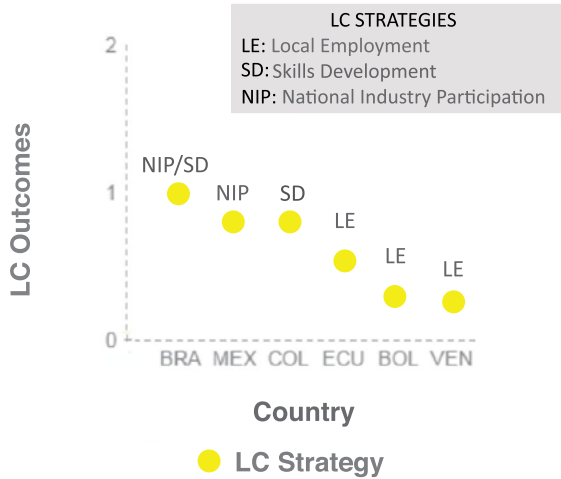 LC STRATEGIES
LE: Local Employment
SD: Skills Development
NIP: National Industry Participation
2
NIP/SD
1
NIP
SD
LE
LE
LE
LC Outcomes
0
BRA MEX COL ECU BOL VEN
Country
LC Strategy